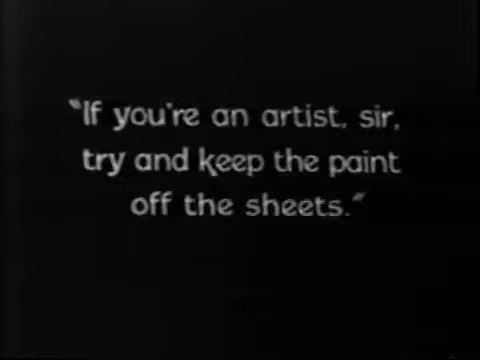 "If you're an artist, sir,
try and keep the paint
off the sheets."